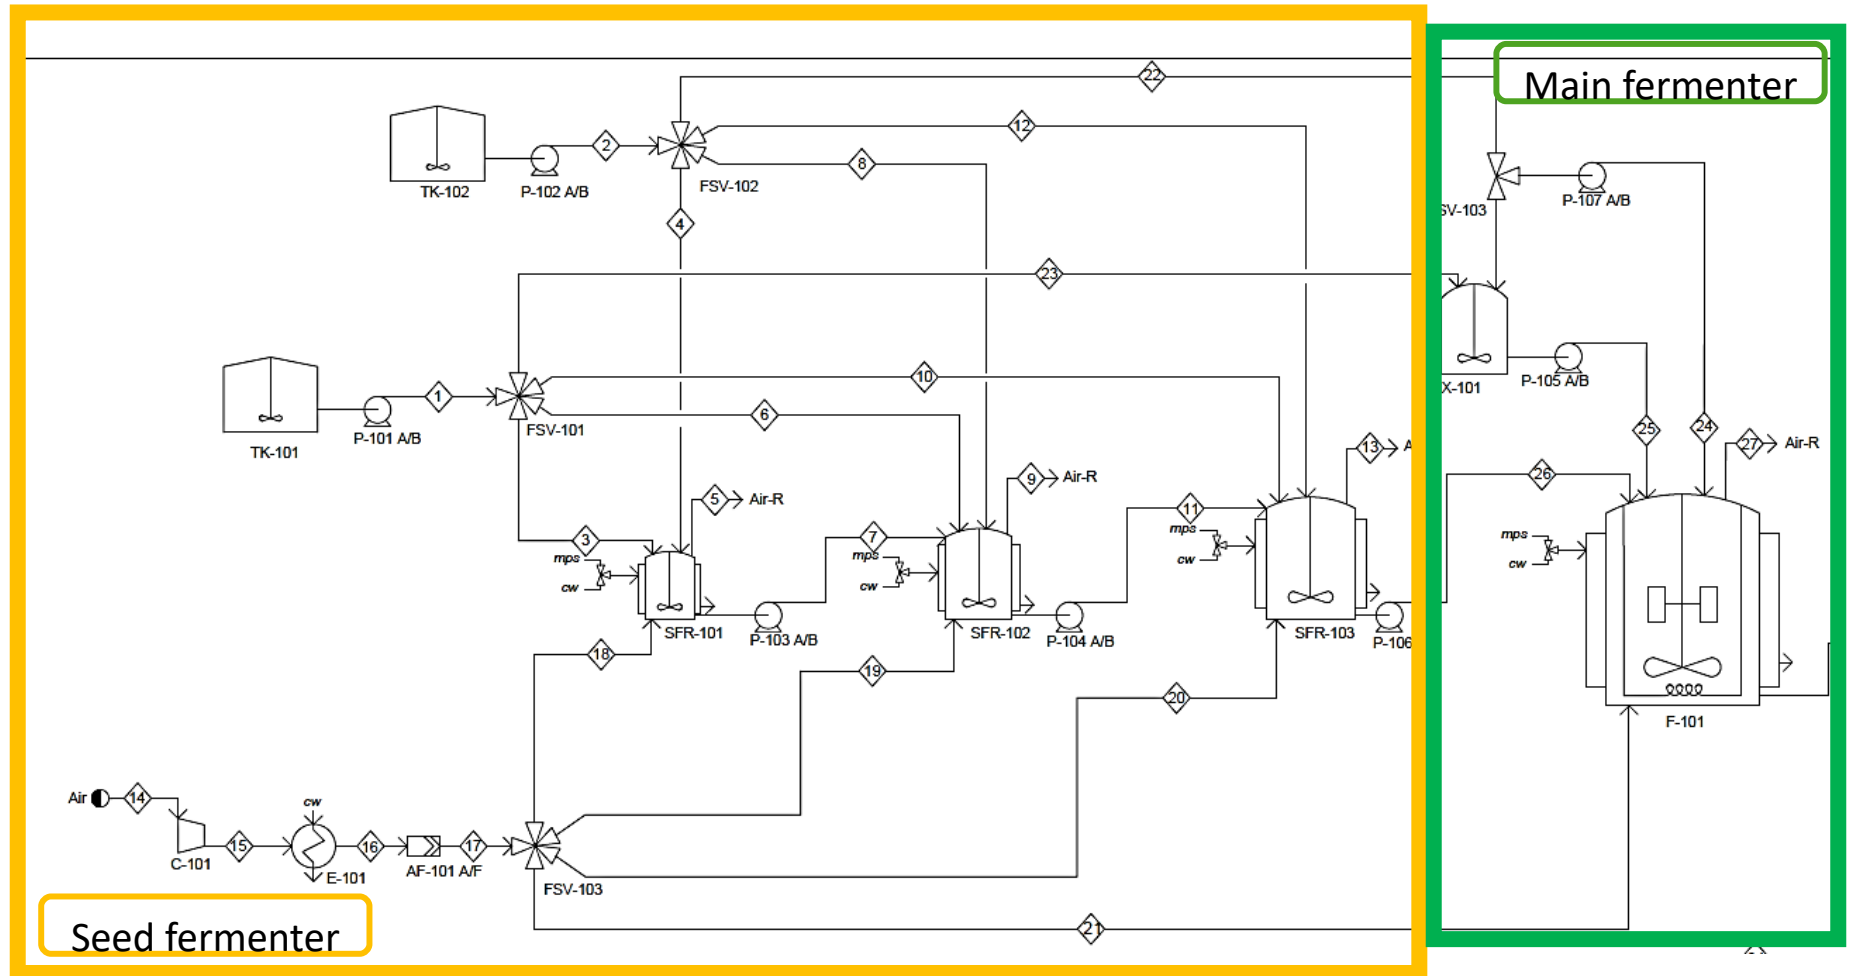 Main fermenter
22
12
2
8
TK-102
P-102 A/B
FSV-102
P-107 A/B
SV-103
4
23
10
1
6
X-101
P-105 A/B
TK-101
P-101 A/B
FSV-101
25
24
27
Air-R
13
A
9
Air-R
26
5
Air-R
11
3
7
mps
cw
mps
cw
mps
cw
mps
cw
SFR-101
P-103 A/B
SFR-102
P-104 A/B
SFR-103
P-106
18
19
20
F-101
Air
14
cw
15
16
17
C-101
E-101
AF-101 A/F
FSV-103
21
Seed fermenter